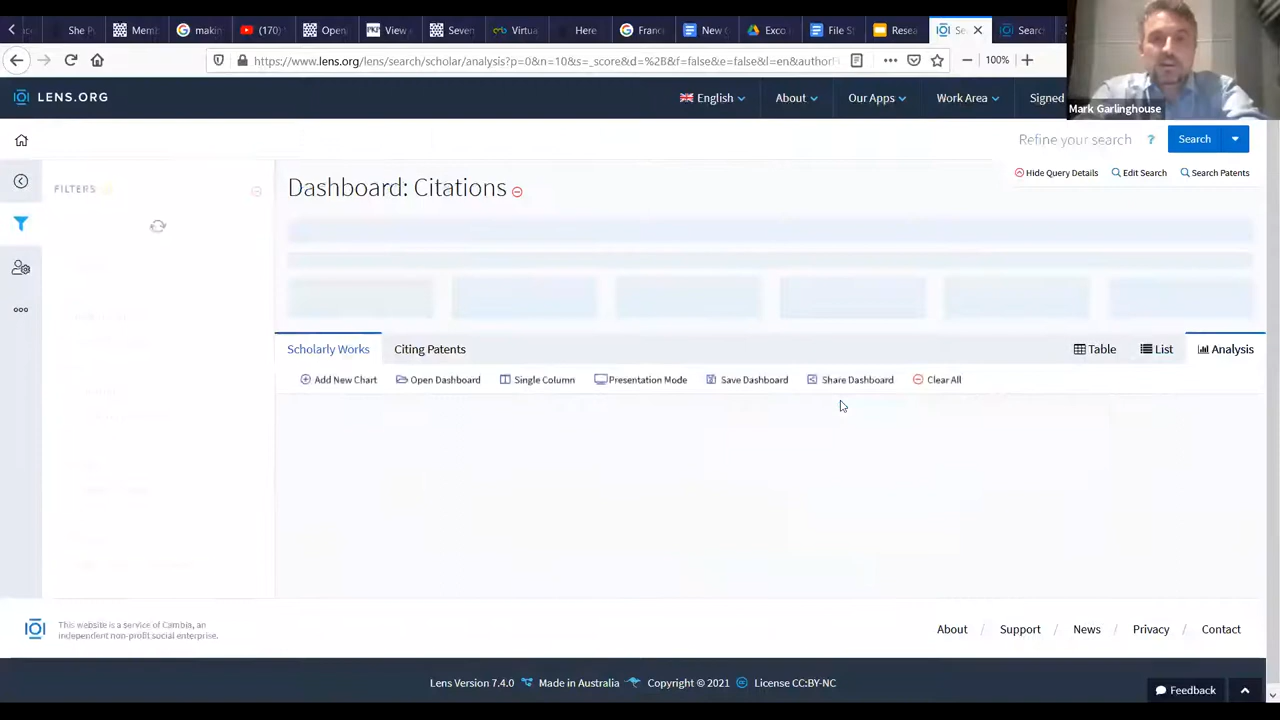 She P
Memb
makin
(170)
Open
View
Seven
Virtua
Here
Franc
New C
Exco
File S
Resea
Se
Searc
https://www.lens.org/lens/search/scholar/analysis?p=0&n=10&s=_score&d=%2B&f=false&e=false&l=en&author
100%
LENS.ORG
English
About
Our Apps
Work Area
Signed
Mark Garlinghouse
Refine your search
?
Search
Hide Query Details
Edit Search
Search Patents
FILTERS
Dashboard: Citations
Scholarly Works
Citing Patents
Table
List
Analysis
Add New Chart
Open Dashboard
Single Column
Presentation Mode
Save Dashboard
Share Dashboard
Clear All
This website is a service of Cambia, an
independent non-profit social enterprise.
About / Support / News / Privacy / Contact
Lens Version 7.4.0
Made in Australia
Copyright © 2021
License CC:BY-NC
Feedback